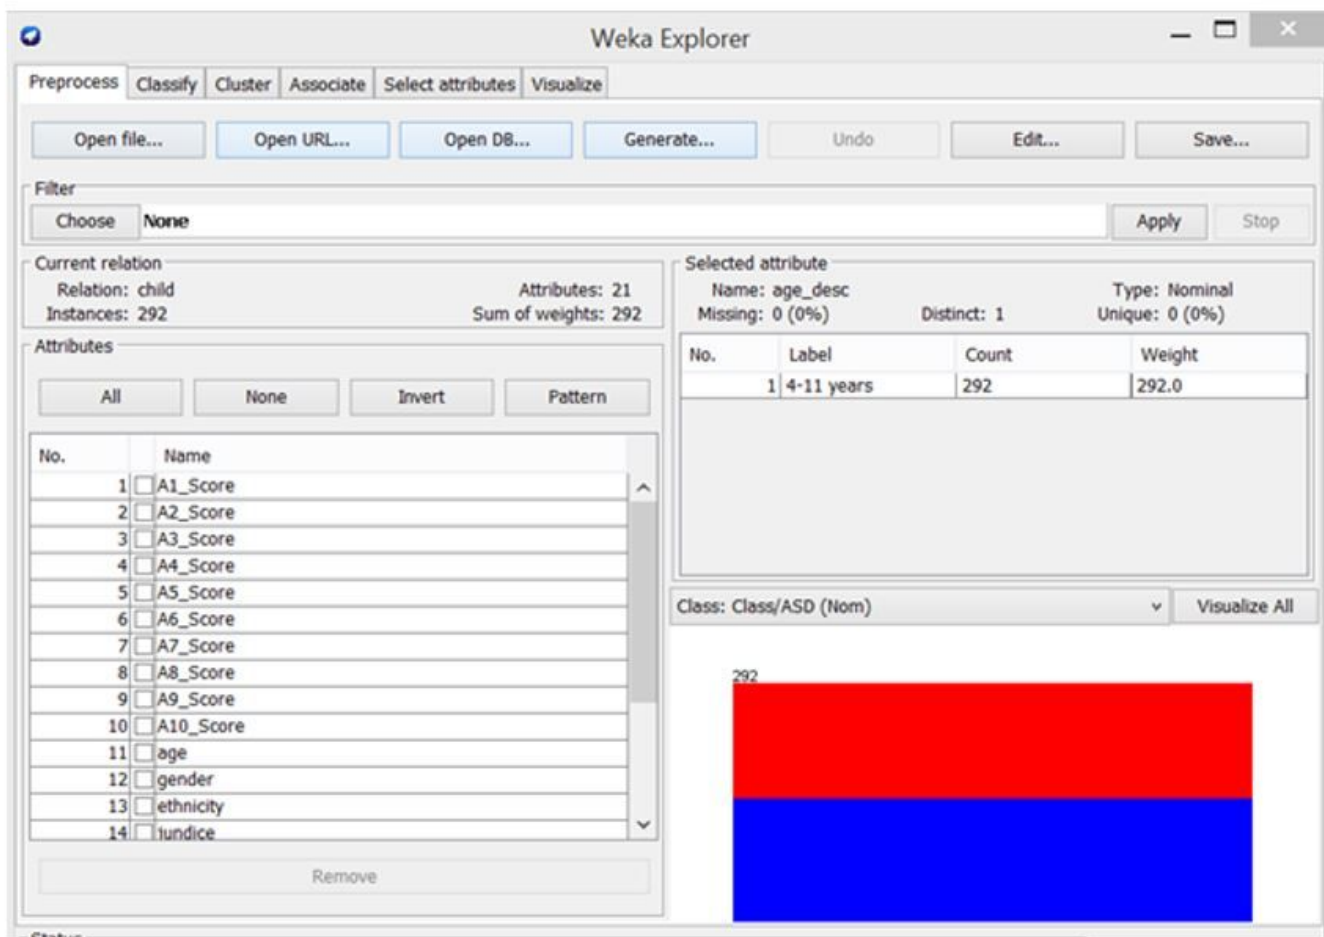 Weka Explorer
Preprocess Classify Cluster Associate Select attributes Visualize
Open file... Open URL... Open DB... Generate... Undo Edit... Save...
Filter
Choose None Apply Stop
Current relation
Relation: child Attributes: 21
Instances: 292 Sum of weights: 292
Attributes
All None Invert Pattern
No. Name
1 A1_Score
2 A2_Score
3 A3_Score
4 A4_Score
5 A5_Score
6 A6_Score
7 A7_Score
8 A8_Score
9 A9_Score
10 A10_Score
11 age
12 gender
13 ethnicity
14 jundice
Remove
Selected attribute
Name: age_desc Type: Nominal
Missing: 0 (0%) Distinct: 1 Unique: 0 (0%)
No. Label Count Weight
1 4-11 years 292 292.0
Class: Class/ASD (Nom) Visualize All
292
Status